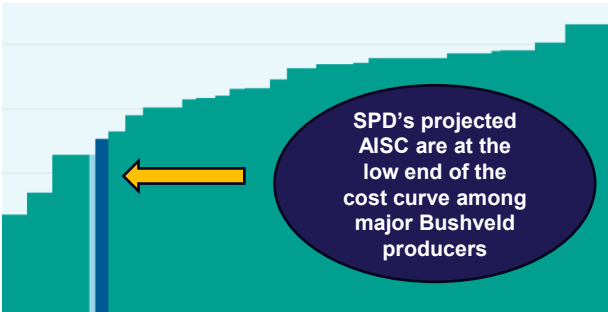 SPD's projected
AISC are at the
low end of the
cost curve among
major Bushveld
producers